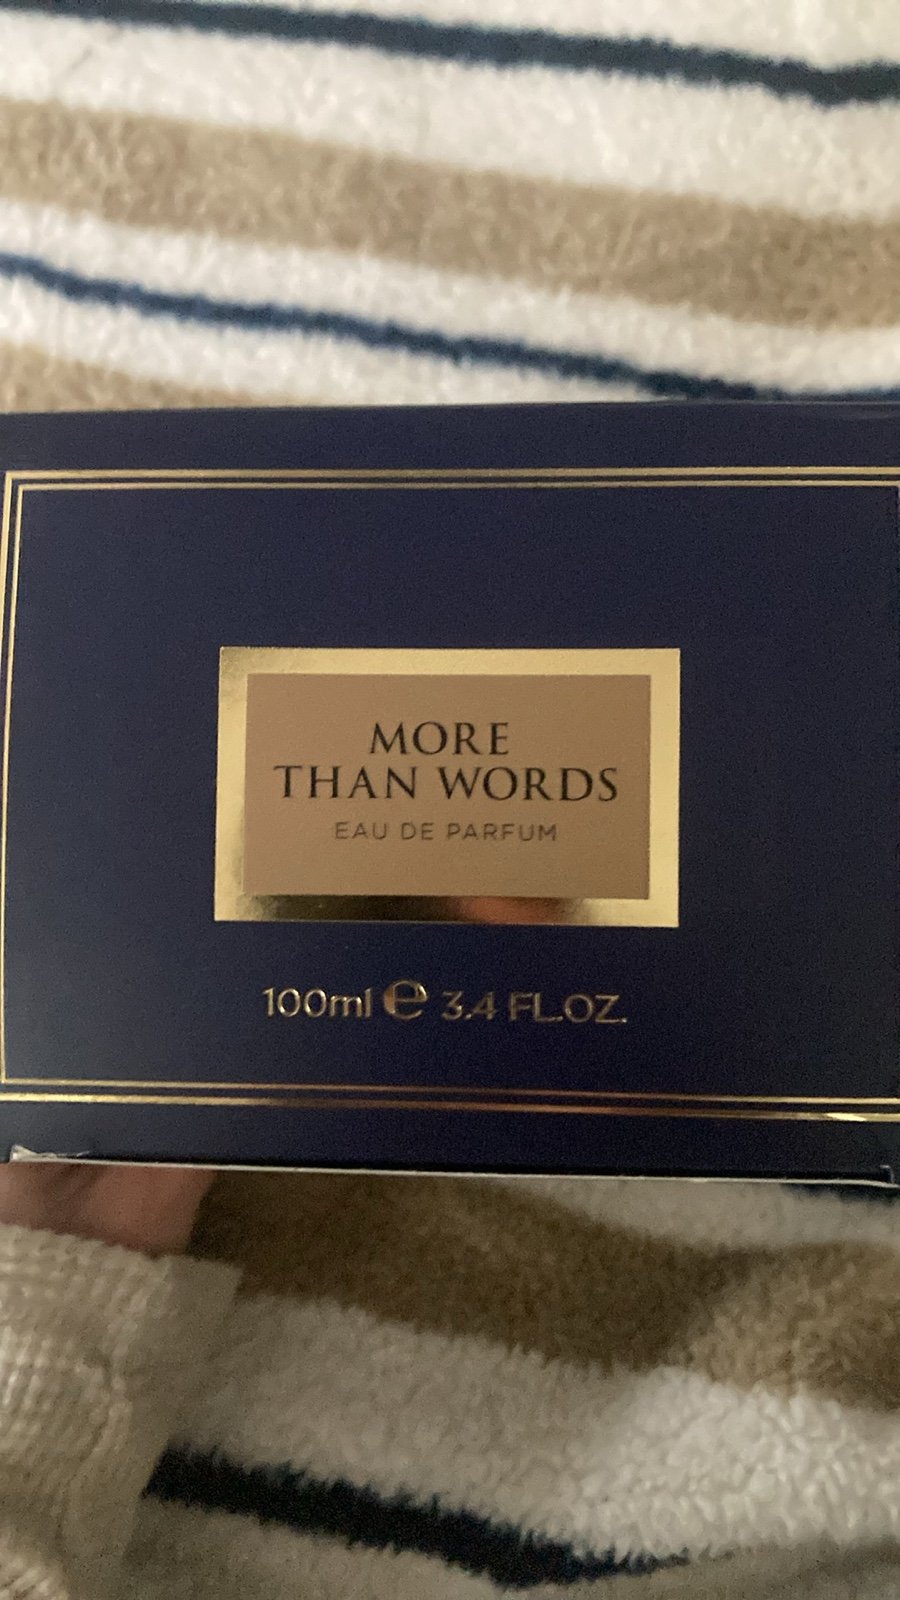 MORE
THAN WORDS
EAU DE PARFUM
100ml ℮ 3.4 FL.OZ.